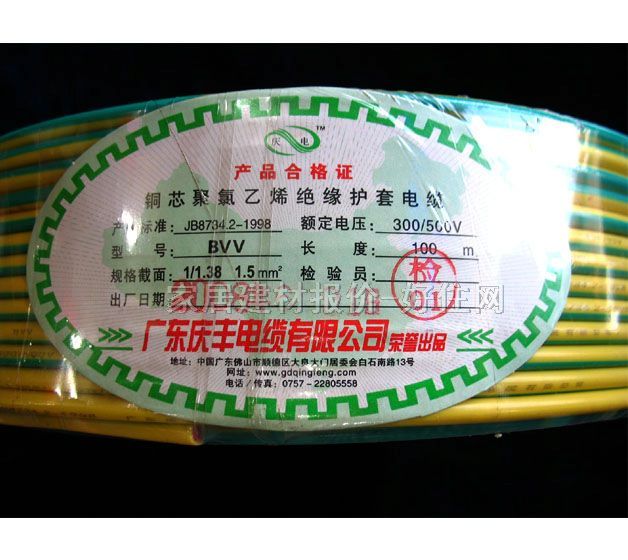 庆 电 TM
产品合格证
铜芯聚氯乙烯绝缘护套电缆
产品标准: JB8734.2-1998 额定电压: 300/500V
型 号: BVV 长 度: 100 m
规格截面: 1/1.38 1.5mm² 检 验 员: 检 01
出厂日期:
家居建材报价-好住网
广东庆丰电缆有限公司 荣誉出品
地址: 中国广东佛山市顺德区大良大门居委会白石南路13号
网址: www.gdqingfeng.com
电话/传真: 0757-22805558
BVV